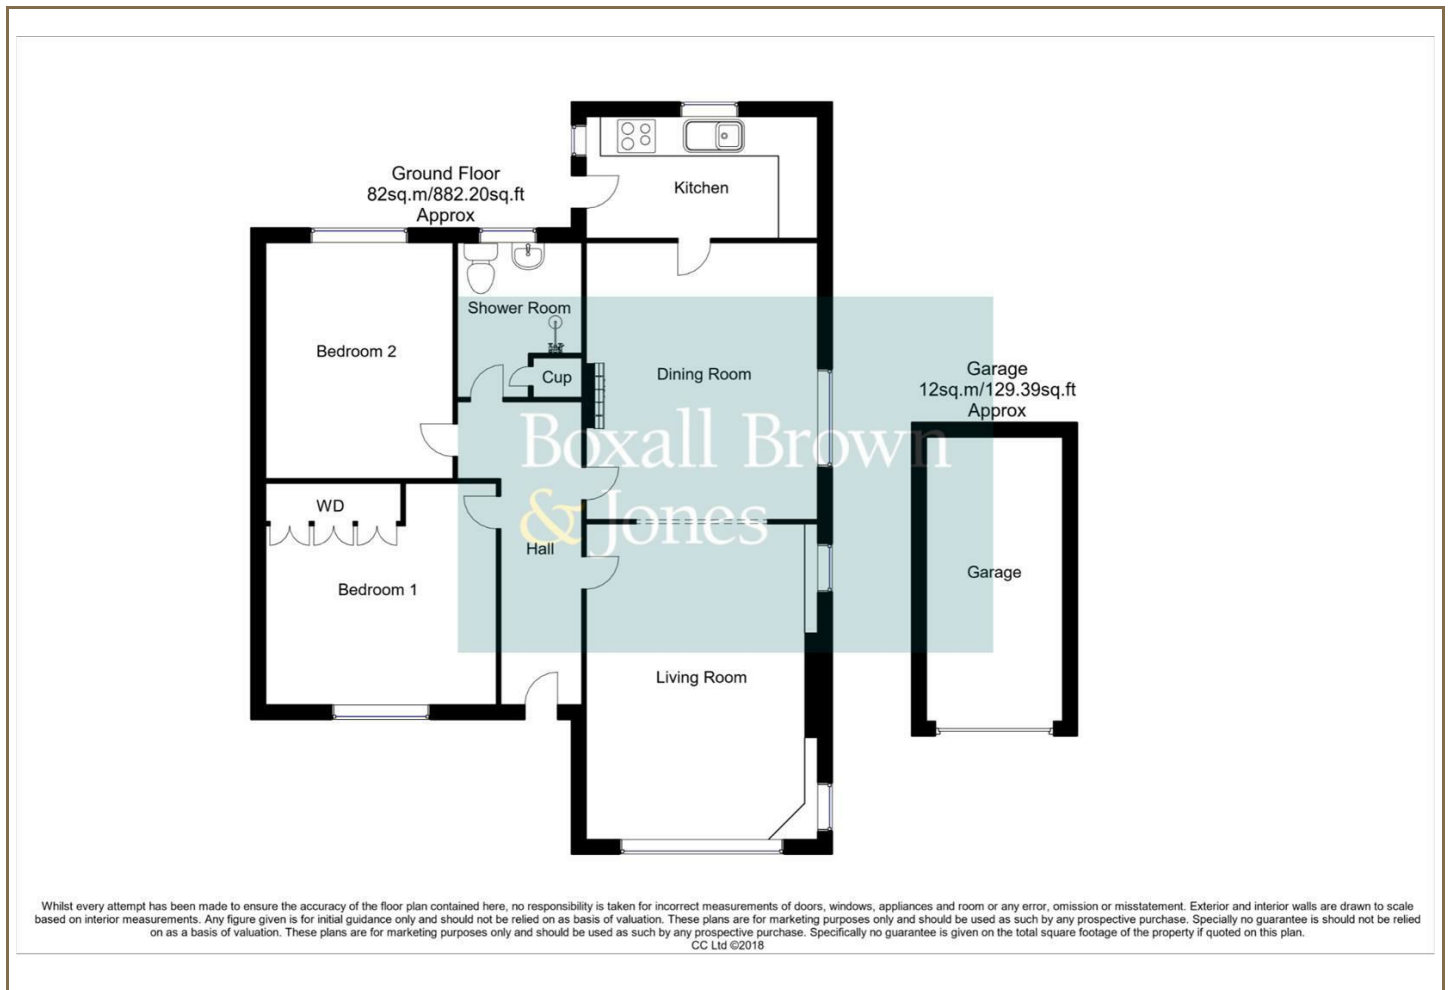 Ground Floor
82sq.m/882.20sq.ft
Approx
Kitchen
Shower Room
Bedroom 2
Cup
Dining Room
Garage
12sq.m/129.39sq.ft
Approx
Boxall Brown
& Jones
WD
Hall
Bedroom 1
Garage
Living Room
Whilst every attempt has been made to ensure the accuracy of the floor plan contained here, no responsibility is taken for incorrect measurements of doors, windows, appliances and room or any error, omission or misstatement. Exterior and interior walls are drawn to scale
based on interior measurements. Any figure given is for initial guidance only and should not be relied on as basis of valuation. These plans are for marketing purposes only and should be used as such by any prospective purchase. Specially no guarantee is should not be relied
on as a basis of valuation. These plans are for marketing purposes only and should be used as such by any prospective purchase. Specifically no guarantee is given on the total square footage of the property if quoted on this plan.
CC Ltd ©2018